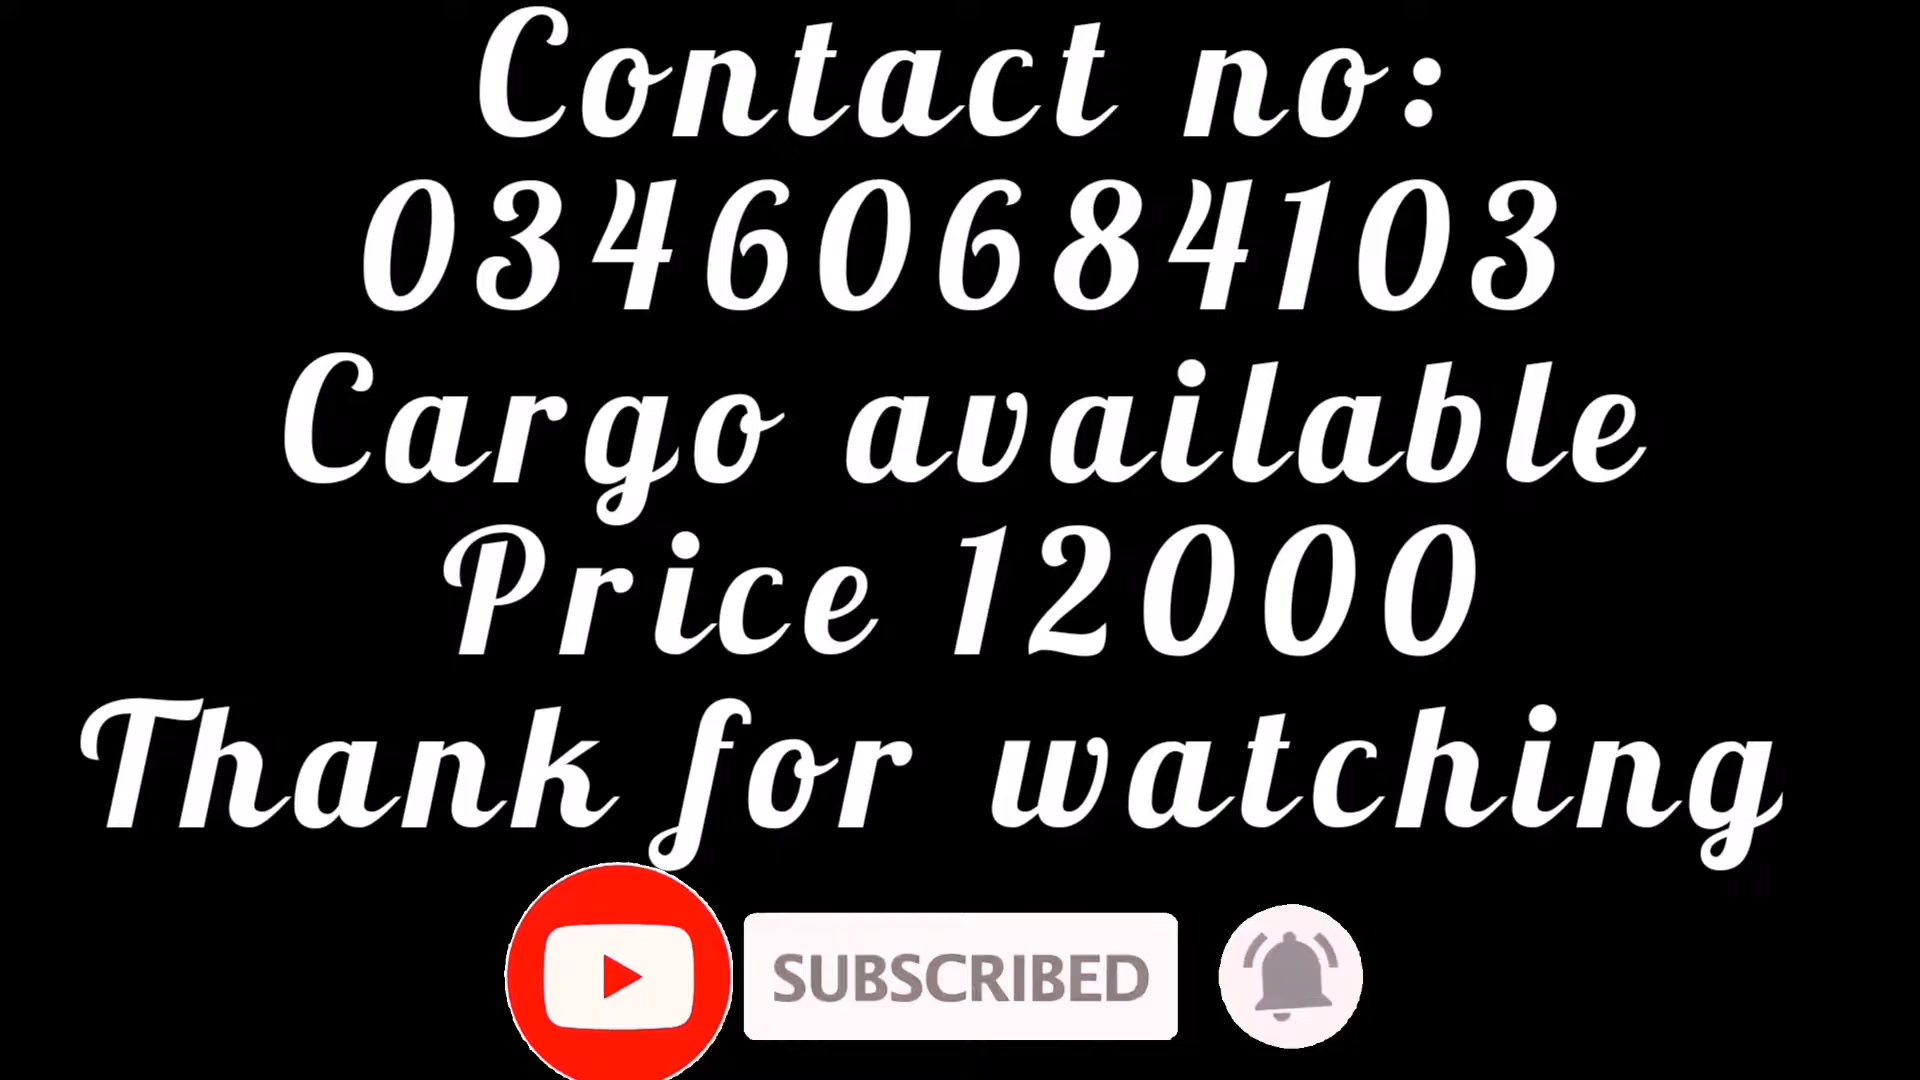 Contact no:
03460684103
Cargo available
Price 12000
Thank for watching
SUBSCRIBED